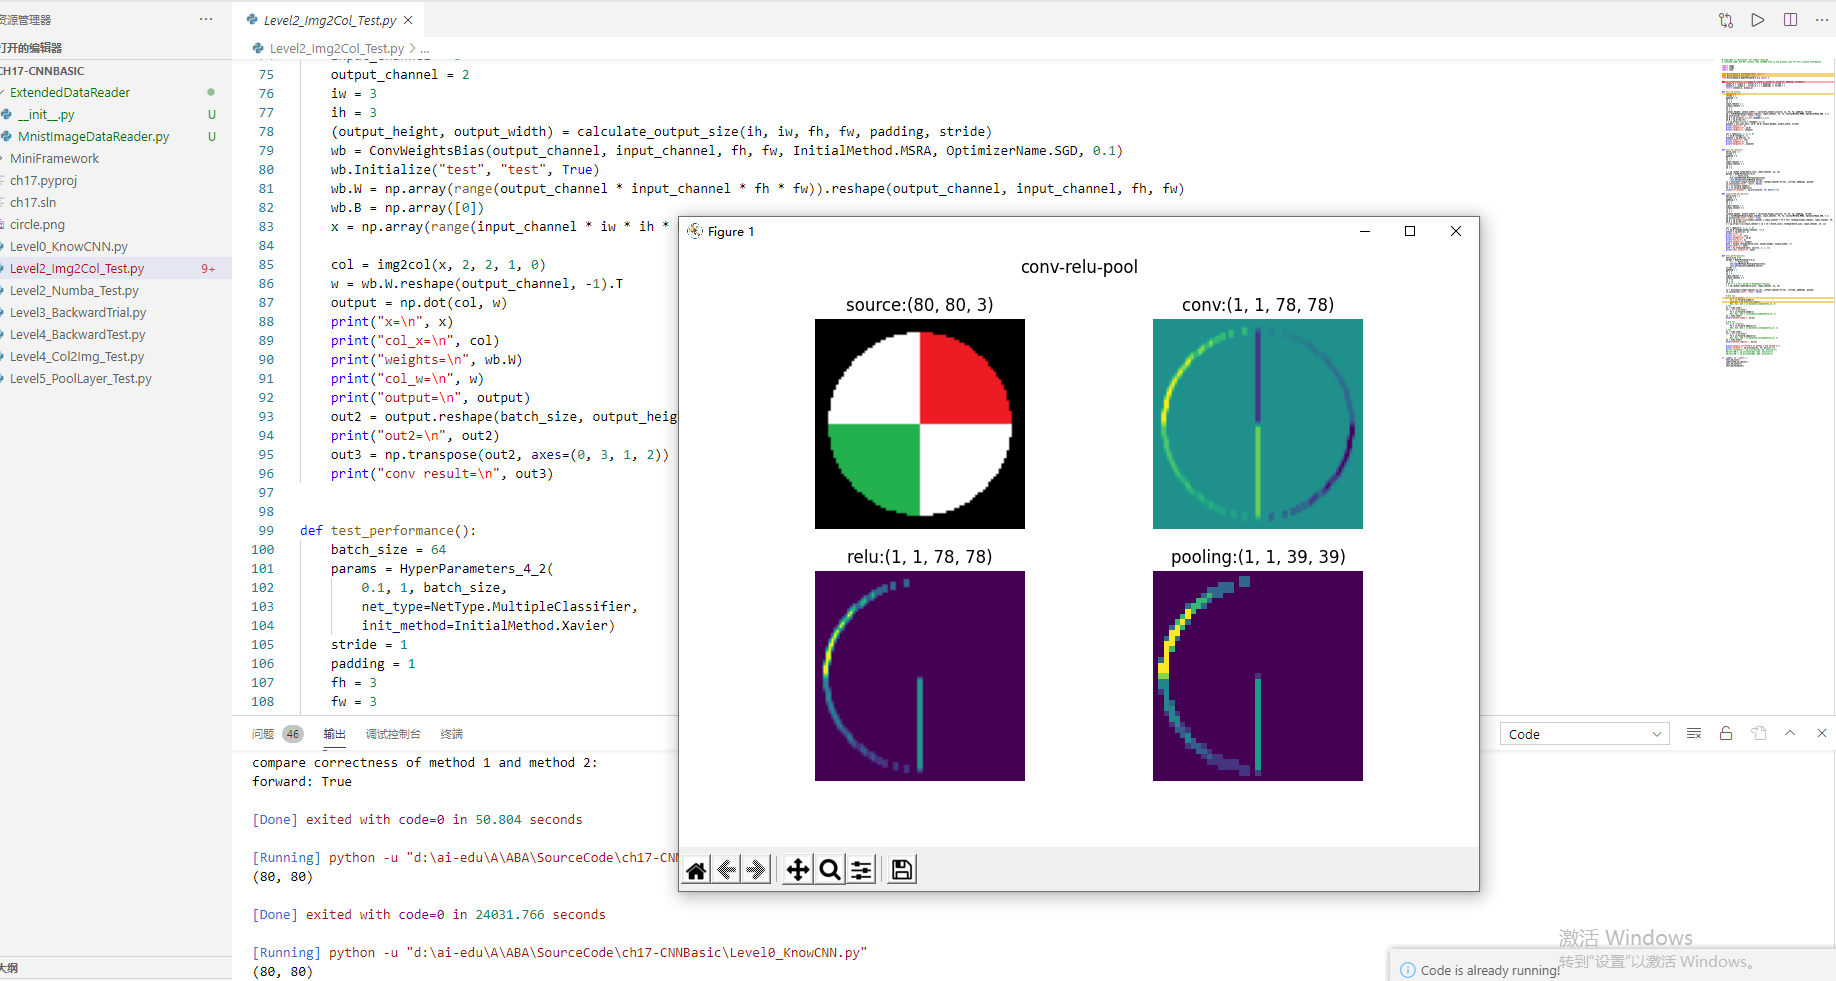 资源管理器
···
Level2_Img2Col_Test.py
打开的编辑器
Level2_Img2Col_Test.py > ...
CH17-CNNBASIC
ExtendedDataReader
__init__.py U
MnistImageDataReader.py U
MiniFramework
ch17.pyproj
ch17.sln
circle.png
Level0_KnowCNN.py
Level2_Img2Col_Test.py 9+
Level2_Numba_Test.py
Level3_BackwardTrial.py
Level4_BackwardTest.py
Level4_Col2Img_Test.py
Level5_PoolLayer_Test.py
大纲
75 output_channel = 2
76 iw = 3
77 ih = 3
78 (output_height, output_width) = calculate_output_size(ih, iw, fh, fw, padding, stride)
79 wb = ConvWeightsBias(output_channel, input_channel, fh, fw, InitialMethod.MSRA, OptimizerName.SGD, 0.1)
80 wb.Initialize("test", "test", True)
81 wb.W = np.array(range(output_channel * input_channel * fh * fw)).reshape(output_channel, input_channel, fh, fw)
82 wb.B = np.array([0])
83 x = np.array(range(input_channel * iw * ih *
84
85 col = img2col(x, 2, 2, 1, 0)
86 w = wb.W.reshape(output_channel, -1).T
87 output = np.dot(col, w)
88 print("x=\n", x)
89 print("col_x=\n", col)
90 print("weights=\n", wb.W)
91 print("col_w=\n", w)
92 print("output=\n", output)
93 out2 = output.reshape(batch_size, output_heig
94 print("out2=\n", out2)
95 out3 = np.transpose(out2, axes=(0, 3, 1, 2))
96 print("conv result=\n", out3)
97
98
99 def test_performance():
100 batch_size = 64
101 params = HyperParameters_4_2(
102 0.1, 1, batch_size,
103 net_type=NetType.MultipleClassifier,
104 init_method=InitialMethod.Xavier)
105 stride = 1
106 padding = 1
107 fh = 3
108 fw = 3
Figure 1
conv-relu-pool
source:(80, 80, 3)
conv:(1, 1, 78, 78)
relu:(1, 1, 78, 78)
pooling:(1, 1, 39, 39)
问题 46 输出 调试控制台 终端
Code
compare correctness of method 1 and method 2:
forward: True
[Done] exited with code=0 in 50.804 seconds
[Running] python -u "d:\ai-edu\A\ABA\SourceCode\ch17-CN
(80, 80)
[Done] exited with code=0 in 24031.766 seconds
[Running] python -u "d:\ai-edu\A\ABA\SourceCode\ch17-CNNBasic\Level0_KnowCNN.py"
(80, 80)
激活 Windows
转到"设置"以激活 Windows。
Code is already running!